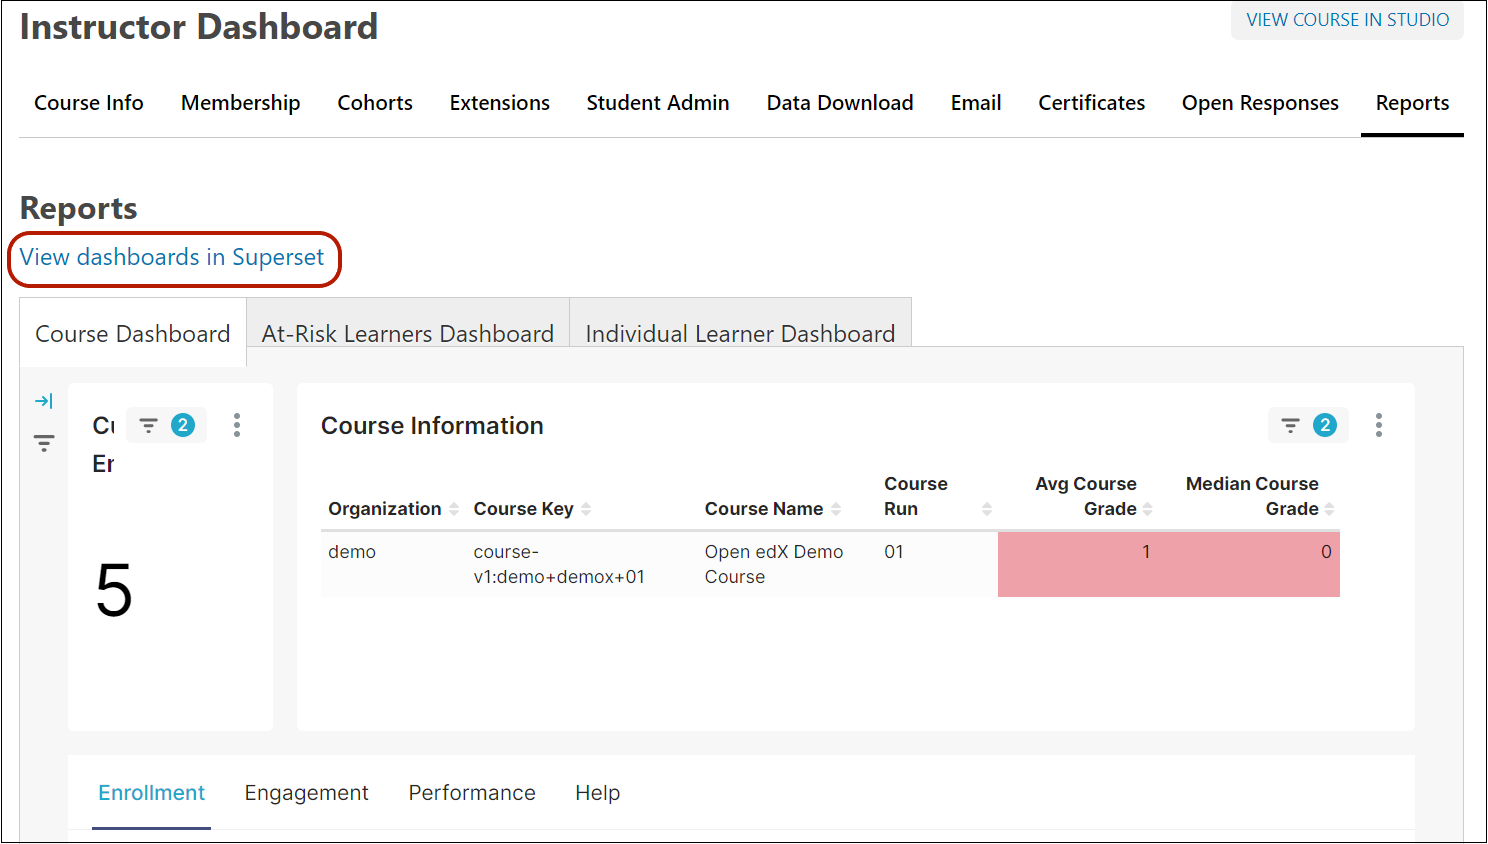 Instructor Dashboard
VIEW COURSE IN STUDIO
Course Info Membership Cohorts Extensions Student Admin Data Download Email Certificates Open Responses Reports
Reports
View dashboards in Superset
Course Dashboard At-Risk Learners Dashboard Individual Learner Dashboard
2
5
Course Information
2
Organization Course Key Course Name Course Run Avg Course Grade Median Course Grade
demo course-v1:demo+demox+01 Open edX Demo Course 01 1 0
Enrollment Engagement Performance Help